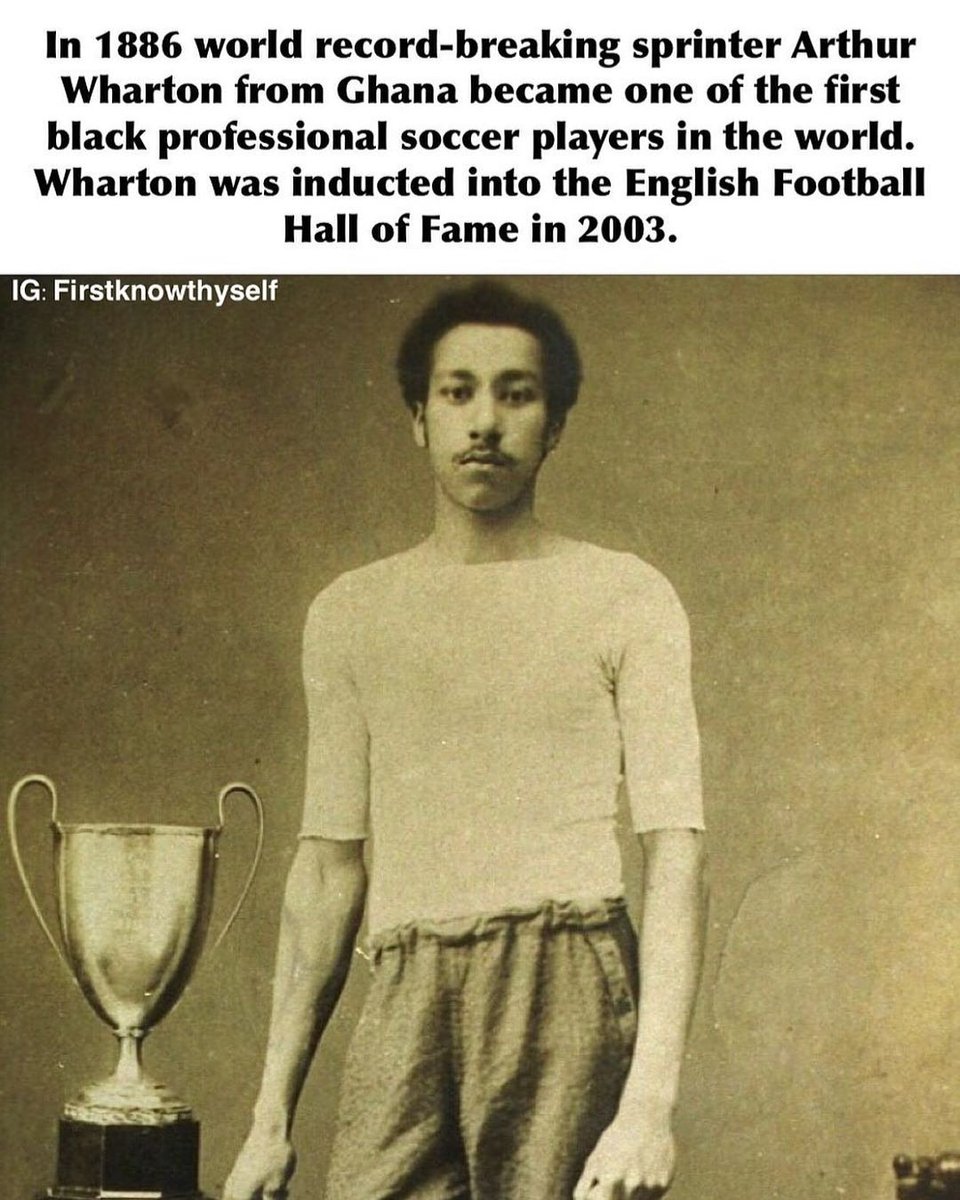 In 1886 world record-breaking sprinter Arthur
Wharton from Ghana became one of the first
black professional soccer players in the world.
Wharton was inducted into the English Football
Hall of Fame in 2003.
IG: Firstknowthyself